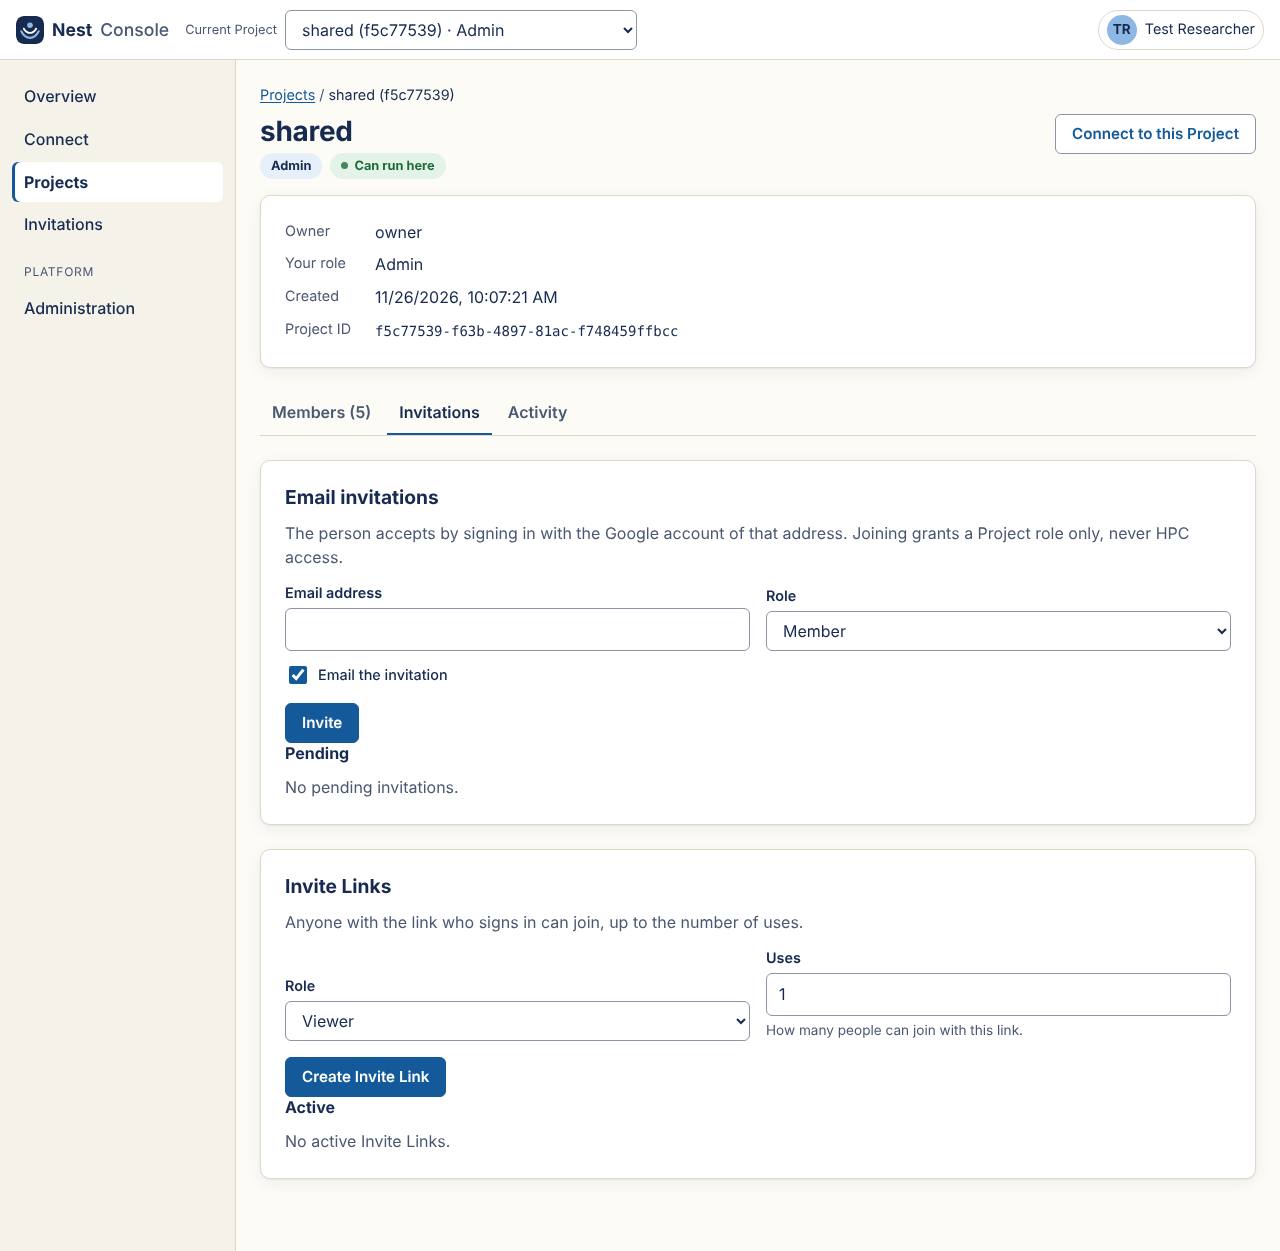 Nest Console
Current Project
shared (f5c77539) · Admin
TR
Test Researcher
Overview
Connect
Projects
Invitations
PLATFORM
Administration
Projects / shared (f5c77539)
shared
Connect to this Project
Admin
Can run here
Owner
owner
Your role
Admin
Created
11/26/2026, 10:07:21 AM
Project ID
f5c77539-f63b-4897-81ac-f748459ffbcc
Members (5)
Invitations
Activity
Email invitations
The person accepts by signing in with the Google account of that address. Joining grants a Project role only, never HPC
access.
Email address
Role
Member
Email the invitation
Invite
Pending
No pending invitations.
Invite Links
Anyone with the link who signs in can join, up to the number of uses.
Role
Viewer
Uses
1
How many people can join with this link.
Create Invite Link
Active
No active Invite Links.